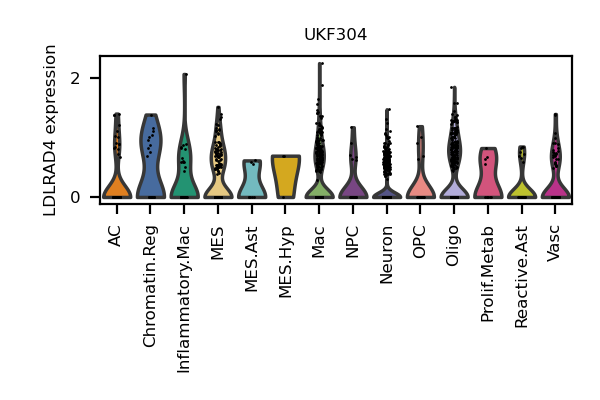 UKF304
LDLRAD4 expression
2
0
AC
Chromatin.Reg
Inflammatory.Mac
MES
MES.Ast
MES.Hyp
Mac
NPC
Neuron
OPC
Oligo
Prolif.Metab
Reactive.Ast
Vasc